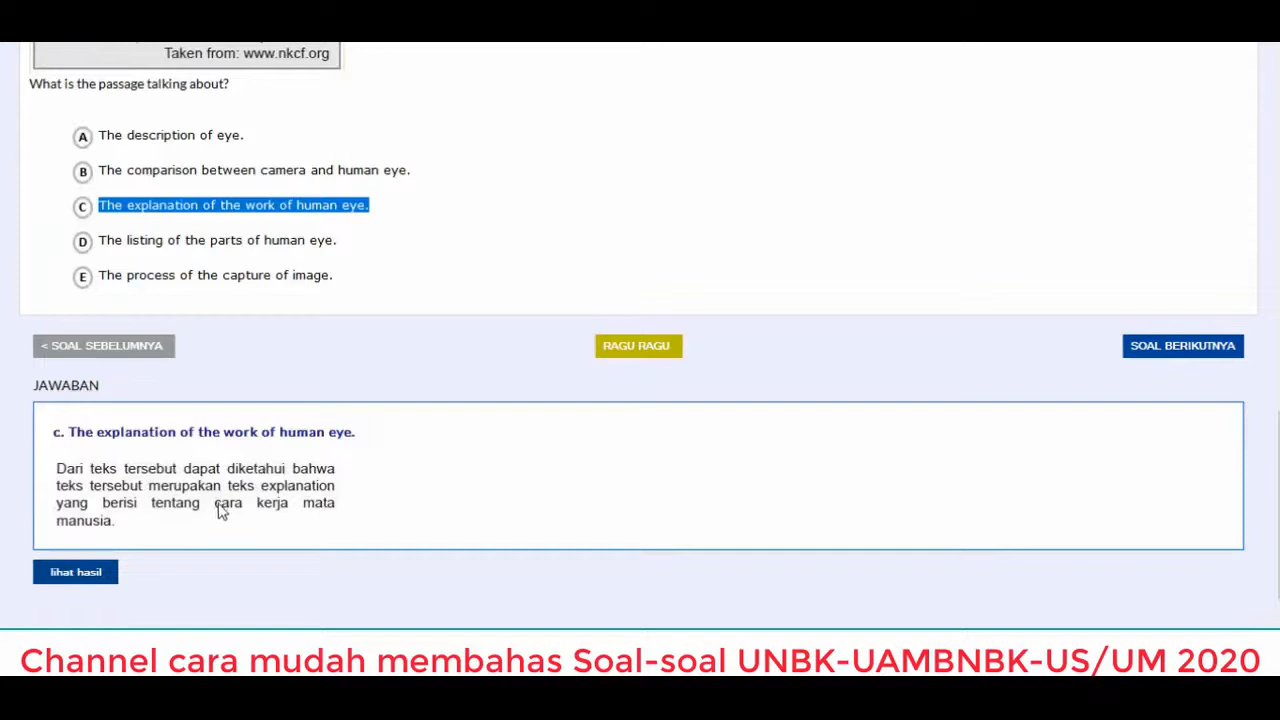 Taken from: www.nkcf.org
What is the passage talking about?
A The description of eye.
B The comparison between camera and human eye.
C The explanation of the work of human eye.
D The listing of the parts of human eye.
E The process of the capture of image.
< SOAL SEBELUMNYA
RAGU RAGU
SOAL BERIKUTNYA
JAWABAN
c. The explanation of the work of human eye.
Dari teks tersebut dapat diketahui bahwa
teks tersebut merupakan teks explanation
yang berisi tentang cara kerja mata
manusia.
lihat hasil
Channel cara mudah membahas Soal-soal UNBK-UAMBNBK-US/UM 2020